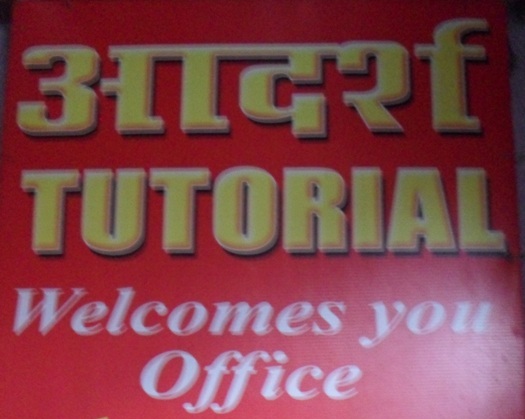 आदर्श
TUTORIAL
Welcomes you
Office